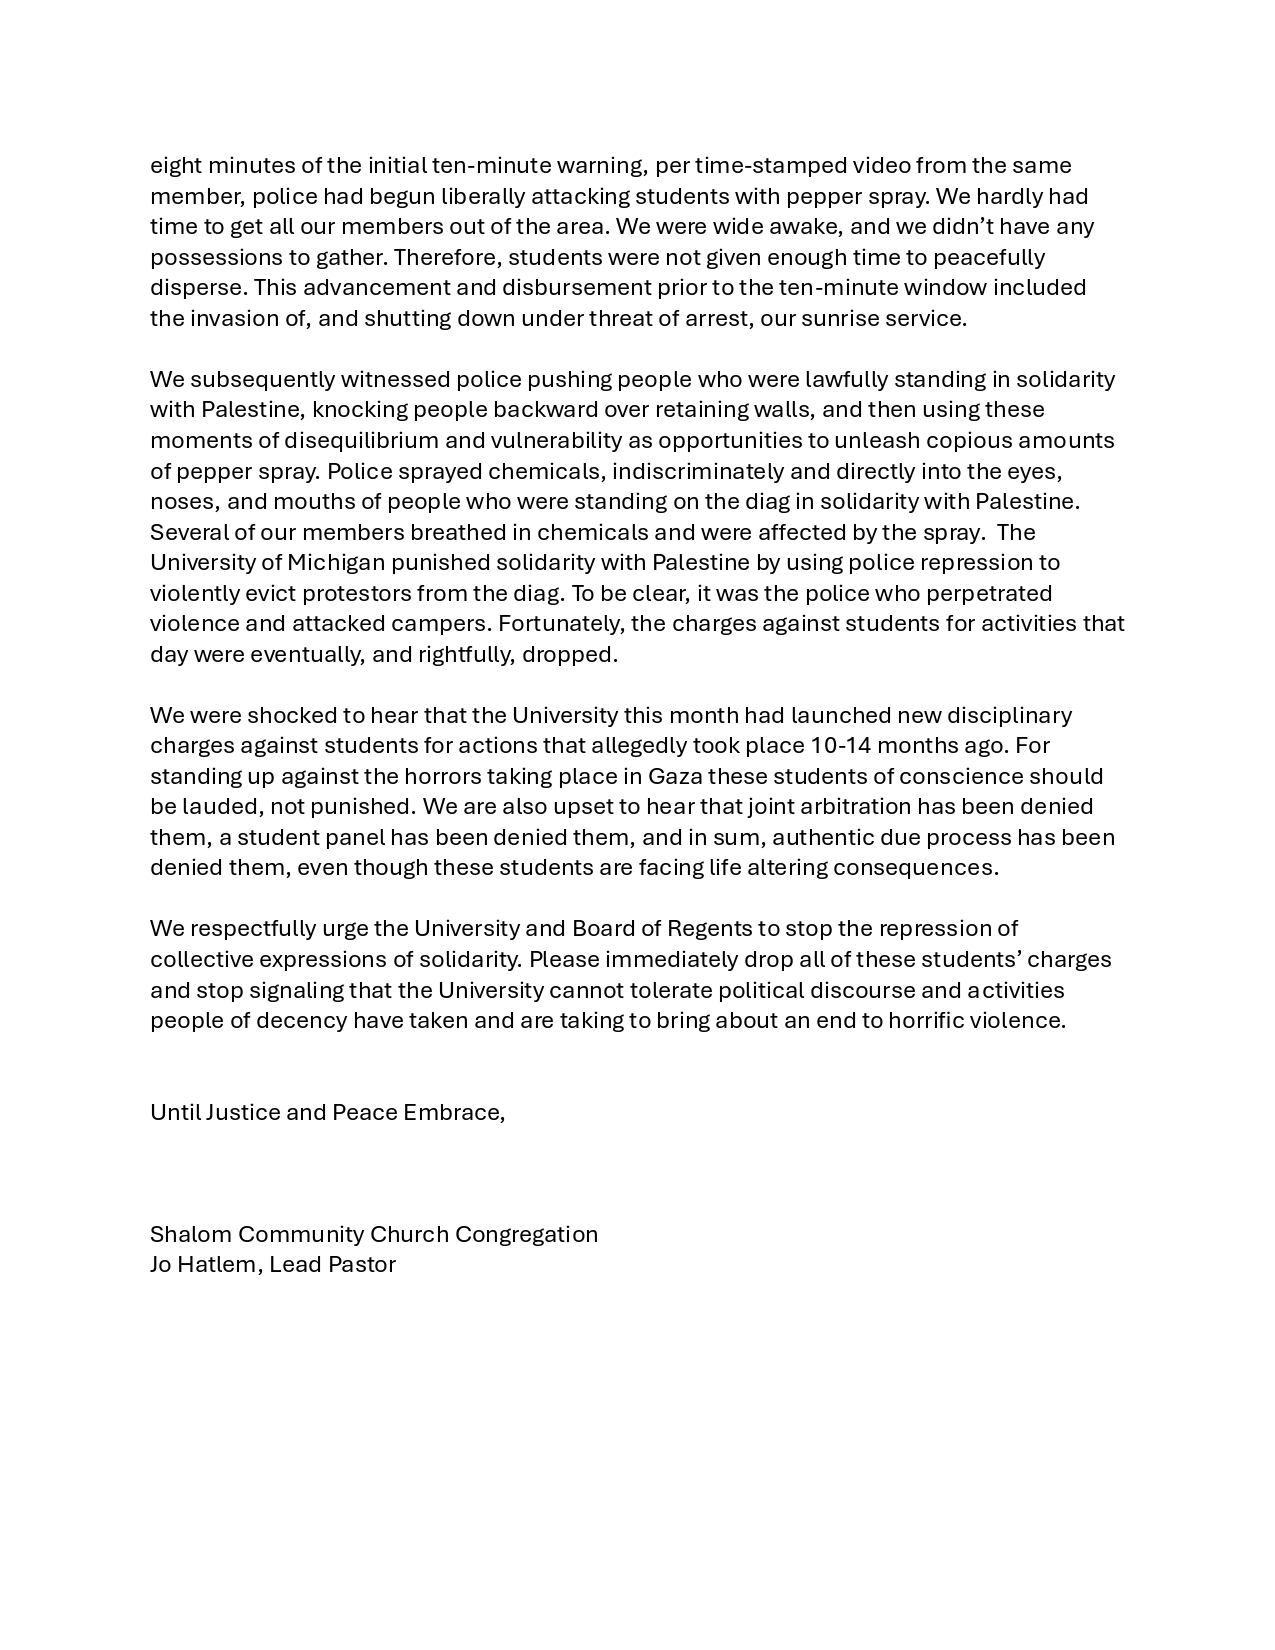 eight minutes of the initial ten-minute warning, per time-stamped video from the same
member, police had begun liberally attacking students with pepper spray. We hardly had
time to get all our members out of the area. We were wide awake, and we didn’t have any
possessions to gather. Therefore, students were not given enough time to peacefully
disperse. This advancement and disbursement prior to the ten-minute window included
the invasion of, and shutting down under threat of arrest, our sunrise service.

We subsequently witnessed police pushing people who were lawfully standing in solidarity
with Palestine, knocking people backward over retaining walls, and then using these
moments of disequilibrium and vulnerability as opportunities to unleash copious amounts
of pepper spray. Police sprayed chemicals, indiscriminately and directly into the eyes,
noses, and mouths of people who were standing on the diag in solidarity with Palestine.
Several of our members breathed in chemicals and were affected by the spray.  The
University of Michigan punished solidarity with Palestine by using police repression to
violently evict protestors from the diag. To be clear, it was the police who perpetrated
violence and attacked campers. Fortunately, the charges against students for activities that
day were eventually, and rightfully, dropped.

We were shocked to hear that the University this month had launched new disciplinary
charges against students for actions that allegedly took place 10-14 months ago. For
standing up against the horrors taking place in Gaza these students of conscience should
be lauded, not punished. We are also upset to hear that joint arbitration has been denied
them, a student panel has been denied them, and in sum, authentic due process has been
denied them, even though these students are facing life altering consequences.

We respectfully urge the University and Board of Regents to stop the repression of
collective expressions of solidarity. Please immediately drop all of these students’ charges
and stop signaling that the University cannot tolerate political discourse and activities
people of decency have taken and are taking to bring about an end to horrific violence.

Until Justice and Peace Embrace,

Shalom Community Church Congregation
Jo Hatlem, Lead Pastor